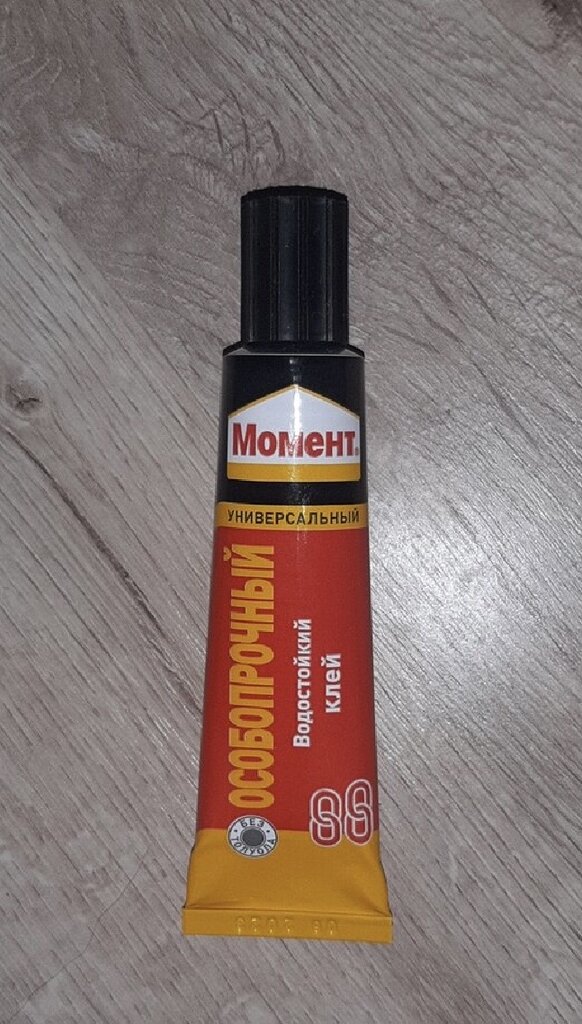 Момент®
УНИВЕРСАЛЬНЫЙ
ОСОБОПРОЧНЫЙ
Водостойкий
клей
88
БЕЗ
ТОЛУОЛА